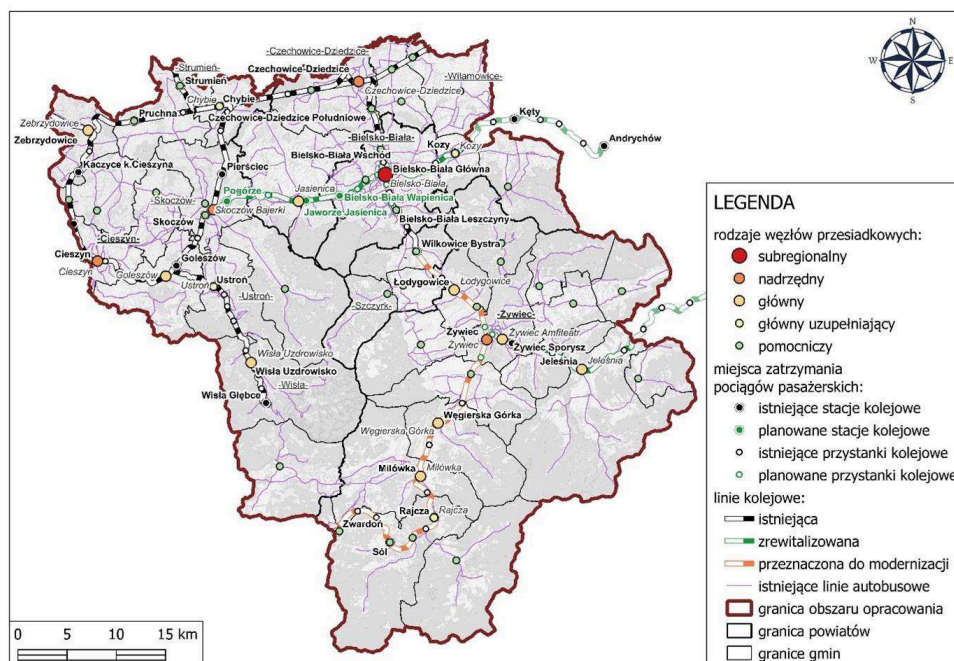 N
W
E
S
-Czechowice-Dziedzice-
-Strumień-
Strumień
Czechowice-Dziedzice
-Wilamowice-
Chybie
Chybie
Czechowice-Dziedzice
Pruchna
Czechowice-Dziedzice Południowe
Kęty
Zebrzydowice
Zebrzydowice
-Bielsko-Biała-
Kozy
Kozy
Andrychów
Bielsko-Biała Wschód
Kaczyce k.Cieszyna
Pierściec
Bielsko-Biała Główna
Bielsko-Biała
Pogórze
Jasienica
Bielsko-Biała Wapienica
-Skoczów-
Skoczów Bajerki
Jaworze Jasienica
Skoczów
Bielsko-Biała Leszczyny
-Cieszyn-
Wilkowice Bystra
Cieszyn
Cieszyn
Goleszów
Goleszów
Ustroń
Ustroń
-Ustroń-
Łodygowice
Łodygowice
-Szczyrk-
-Żywiec-
Żywiec
Żywiec
Żywiec Amfiteatr
Żywiec Sporysz
Wisła Uzdrowisko
Wisła Uzdrowisko
-Wisła-
Jeleśnia
Jeleśnia
Wisła Głębce
Węgierska Górka
Węgierska Górka
Milówka
Milówka
Rajcza
Rajcza
Zwardoń
Sól
0 5 10 15 km
LEGENDA
rodzaje węzłów przesiadkowych:
subregionalny
nadrzędny
główny
główny uzupełniający
pomocniczy
miejsca zatrzymania
pociągów pasażerskich:
istniejące stacje kolejowe
planowane stacje kolejowe
istniejące przystanki kolejowe
planowane przystanki kolejowe
linie kolejowe:
istniejąca
zrewitalizowana
przeznaczona do modernizacji
istniejące linie autobusowe
granica obszaru opracowania
granica powiatów
granice gmin